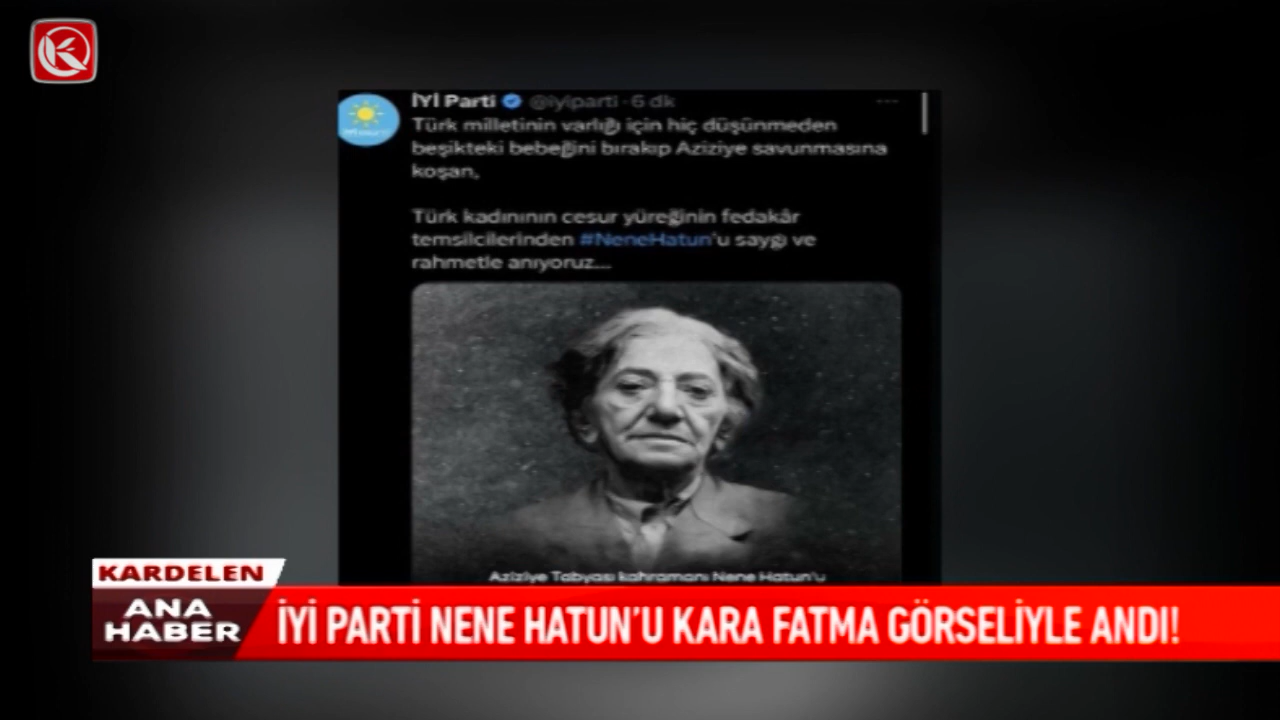 İYİ Parti @iyiparti · 6 dk
Türk milletinin varlığı için hiç düşünmeden
beşikteki bebeğini bırakıp Aziziye savunmasına
koşan,
Türk kadınının cesur yüreğinin fedakâr
temsilcilerinden #NeneHatun'u saygı ve
rahmetle anıyoruz...
Aziziye Tabyası kahramanı Nene Hatun'u
KARDELEN
ANA
HABER
İYİ PARTİ NENE HATUN'U KARA FATMA GÖRSELİYLE ANDI!